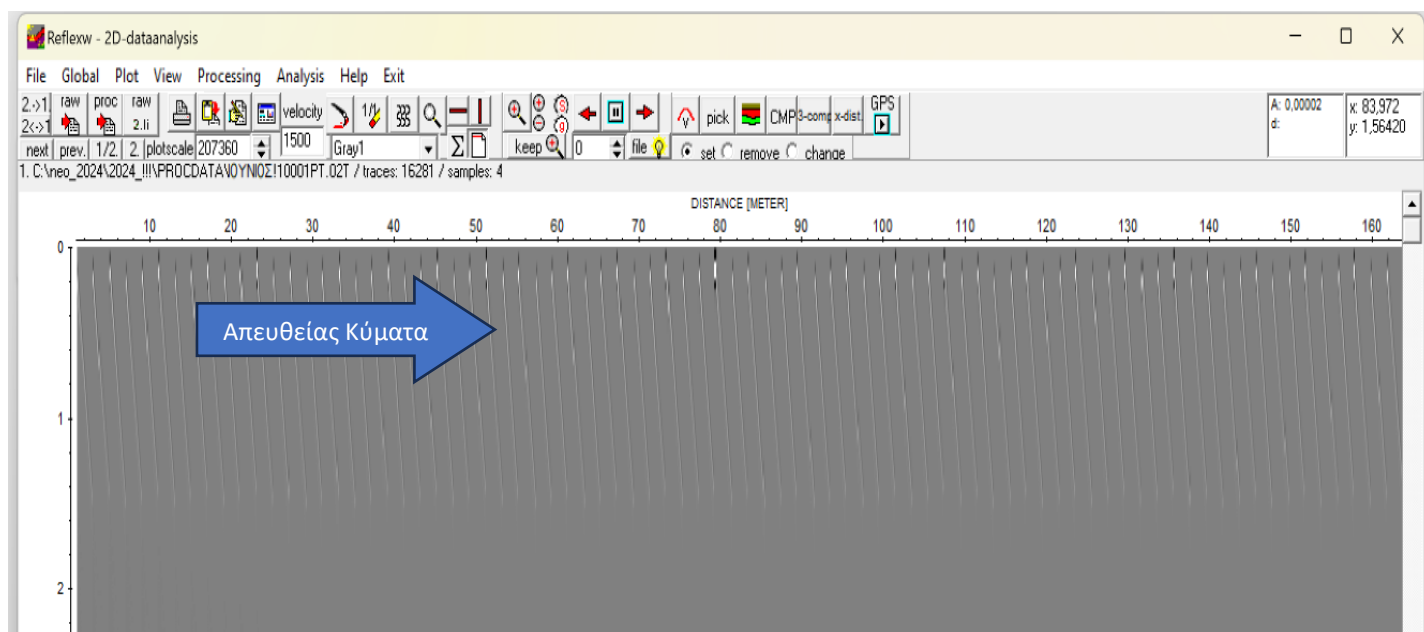 Reflexw - 2D-dataanalysis
File Global Plot View Processing Analysis Help Exit
2.->1. raw proc raw velocity 1/½ pick CMP 3-comp x-dist. GPS
2<->1 2.li
next prev. 1/2. 2. plotscale 207360 1500 Gray1 Σ keep 0 file set remove change
A: 0,00002 x: 83,972
d: y: 1,56420
1. C:\neo_2024\2024_!!!\PROCDATA\ΙΟΥΝΙΟΣ!10001PT.02T / traces: 16281 / samples: 4
DISTANCE [METER]
10 20 30 40 50 60 70 80 90 100 110 120 130 140 150 160
0
Απευθείας Κύματα
1
2